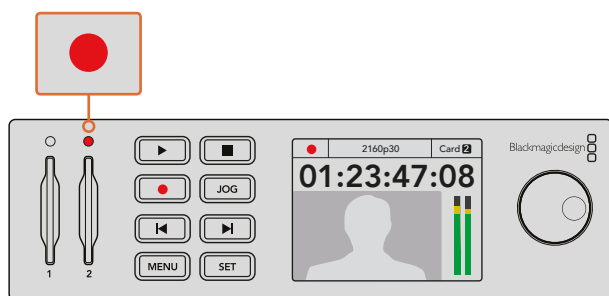 2160p30 Card 2
01:23:47:08
Blackmagicdesign
JOG
MENU SET
1 2